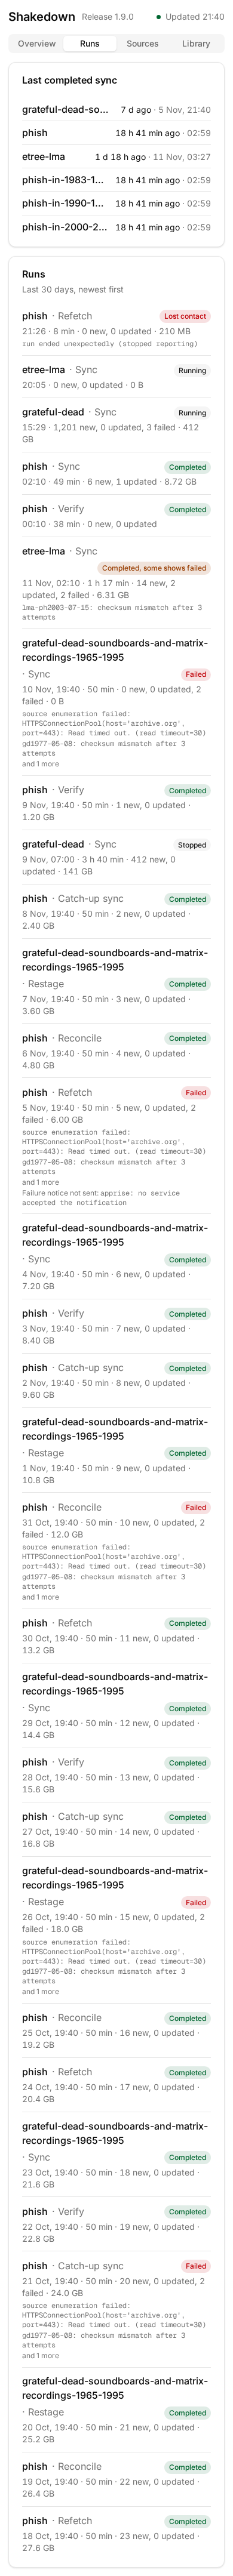 Shakedown Release 1.9.0 Updated 21:40
Overview Runs Sources Library
Last completed sync
grateful-dead-so… 7 d ago · 5 Nov, 21:40
phish 18 h 41 min ago · 02:59
etree-lma 1 d 18 h ago · 11 Nov, 03:27
phish-in-1983-1… 18 h 41 min ago · 02:59
phish-in-1990-1… 18 h 41 min ago · 02:59
phish-in-2000-2… 18 h 41 min ago · 02:59
Runs
Last 30 days, newest first
phish · Refetch Lost contact
21:26 · 8 min · 0 new, 0 updated · 210 MB
run ended unexpectedly (stopped reporting)
etree-lma · Sync Running
20:05 · 0 new, 0 updated · 0 B
grateful-dead · Sync Running
15:29 · 1,201 new, 0 updated, 3 failed · 412
GB
phish · Sync Completed
02:10 · 49 min · 6 new, 1 updated · 8.72 GB
phish · Verify Completed
00:10 · 38 min · 0 new, 0 updated
etree-lma · Sync
Completed, some shows failed
11 Nov, 02:10 · 1 h 17 min · 14 new, 2
updated, 2 failed · 6.31 GB
lma-ph2003-07-15: checksum mismatch after 3
attempts
grateful-dead-soundboards-and-matrix-
recordings-1965-1995
· Sync Failed
10 Nov, 19:40 · 50 min · 0 new, 0 updated, 2
failed · 0 B
source enumeration failed:
HTTPSConnectionPool(host='archive.org',
port=443): Read timed out. (read timeout=30)
gd1977-05-08: checksum mismatch after 3
attempts
and 1 more
phish · Verify Completed
9 Nov, 19:40 · 50 min · 1 new, 0 updated ·
1.20 GB
grateful-dead · Sync Stopped
9 Nov, 07:00 · 3 h 40 min · 412 new, 0
updated · 141 GB
phish · Catch-up sync Completed
8 Nov, 19:40 · 50 min · 2 new, 0 updated ·
2.40 GB
grateful-dead-soundboards-and-matrix-
recordings-1965-1995
· Restage Completed
7 Nov, 19:40 · 50 min · 3 new, 0 updated ·
3.60 GB
phish · Reconcile Completed
6 Nov, 19:40 · 50 min · 4 new, 0 updated ·
4.80 GB
phish · Refetch Failed
5 Nov, 19:40 · 50 min · 5 new, 0 updated, 2
failed · 6.00 GB
source enumeration failed:
HTTPSConnectionPool(host='archive.org',
port=443): Read timed out. (read timeout=30)
gd1977-05-08: checksum mismatch after 3
attempts
and 1 more
Failure notice not sent: apprise: no service
accepted the notification
grateful-dead-soundboards-and-matrix-
recordings-1965-1995
· Sync Completed
4 Nov, 19:40 · 50 min · 6 new, 0 updated ·
7.20 GB
phish · Verify Completed
3 Nov, 19:40 · 50 min · 7 new, 0 updated ·
8.40 GB
phish · Catch-up sync Completed
2 Nov, 19:40 · 50 min · 8 new, 0 updated ·
9.60 GB
grateful-dead-soundboards-and-matrix-
recordings-1965-1995
· Restage Completed
1 Nov, 19:40 · 50 min · 9 new, 0 updated ·
10.8 GB
phish · Reconcile Failed
31 Oct, 19:40 · 50 min · 10 new, 0 updated, 2
failed · 12.0 GB
source enumeration failed:
HTTPSConnectionPool(host='archive.org',
port=443): Read timed out. (read timeout=30)
gd1977-05-08: checksum mismatch after 3
attempts
and 1 more
phish · Refetch Completed
30 Oct, 19:40 · 50 min · 11 new, 0 updated ·
13.2 GB
grateful-dead-soundboards-and-matrix-
recordings-1965-1995
· Sync Completed
29 Oct, 19:40 · 50 min · 12 new, 0 updated ·
14.4 GB
phish · Verify Completed
28 Oct, 19:40 · 50 min · 13 new, 0 updated ·
15.6 GB
phish · Catch-up sync Completed
27 Oct, 19:40 · 50 min · 14 new, 0 updated ·
16.8 GB
grateful-dead-soundboards-and-matrix-
recordings-1965-1995
· Restage Failed
26 Oct, 19:40 · 50 min · 15 new, 0 updated, 2
failed · 18.0 GB
source enumeration failed:
HTTPSConnectionPool(host='archive.org',
port=443): Read timed out. (read timeout=30)
gd1977-05-08: checksum mismatch after 3
attempts
and 1 more
phish · Reconcile Completed
25 Oct, 19:40 · 50 min · 16 new, 0 updated ·
19.2 GB
phish · Refetch Completed
24 Oct, 19:40 · 50 min · 17 new, 0 updated ·
20.4 GB
grateful-dead-soundboards-and-matrix-
recordings-1965-1995
· Sync Completed
23 Oct, 19:40 · 50 min · 18 new, 0 updated ·
21.6 GB
phish · Verify Completed
22 Oct, 19:40 · 50 min · 19 new, 0 updated ·
22.8 GB
phish · Catch-up sync Failed
21 Oct, 19:40 · 50 min · 20 new, 0 updated, 2
failed · 24.0 GB
source enumeration failed:
HTTPSConnectionPool(host='archive.org',
port=443): Read timed out. (read timeout=30)
gd1977-05-08: checksum mismatch after 3
attempts
and 1 more
grateful-dead-soundboards-and-matrix-
recordings-1965-1995
· Restage Completed
20 Oct, 19:40 · 50 min · 21 new, 0 updated ·
25.2 GB
phish · Reconcile Completed
19 Oct, 19:40 · 50 min · 22 new, 0 updated ·
26.4 GB
phish · Refetch Completed
18 Oct, 19:40 · 50 min · 23 new, 0 updated ·
27.6 GB